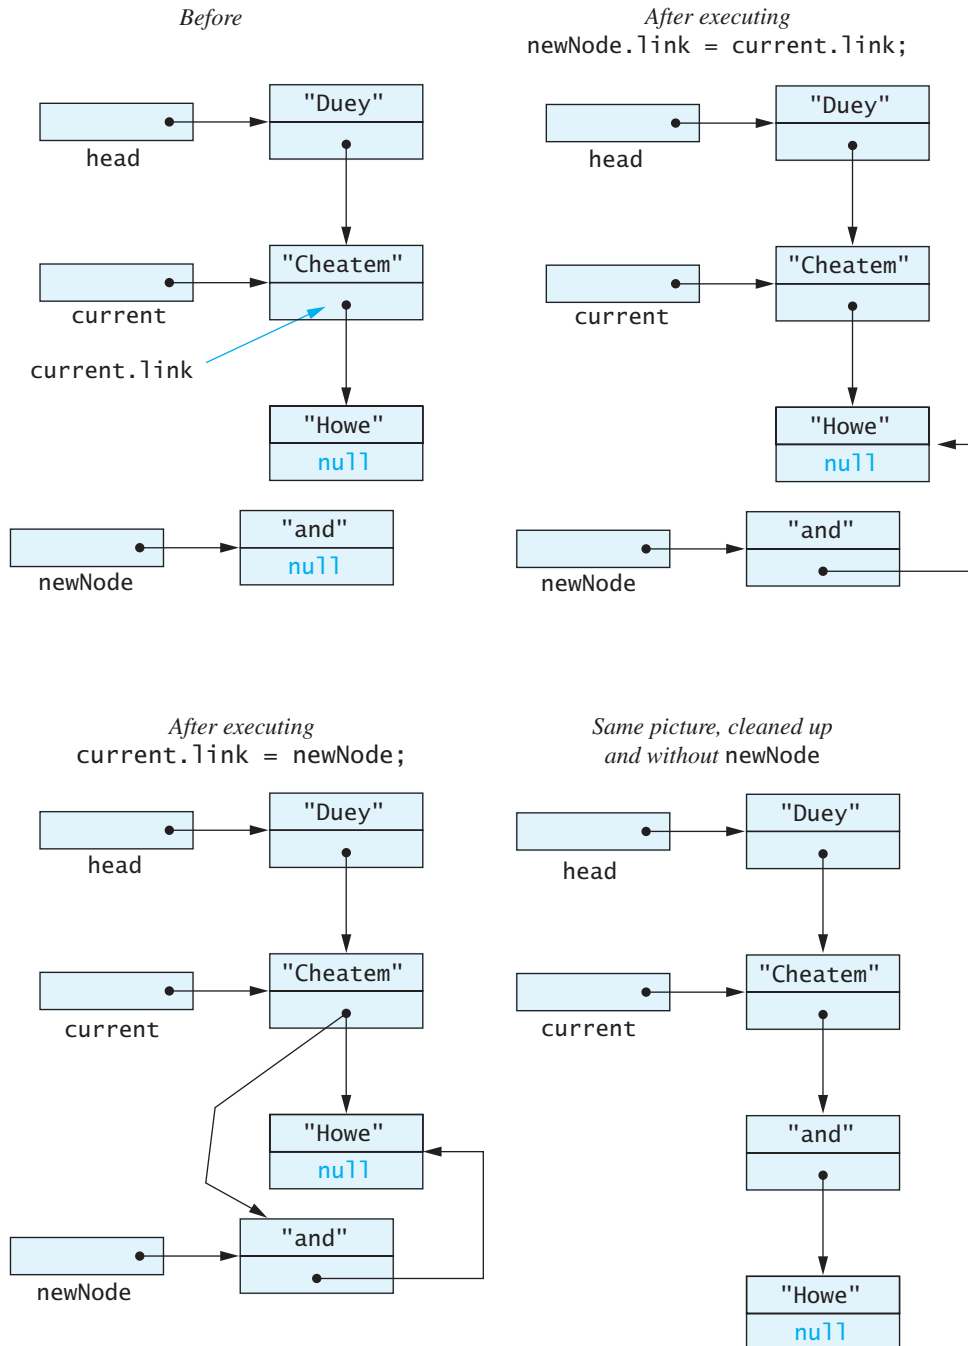 Before
"Duey"
head
"Cheatem"
current
current.link
"Howe"
null
"and"
null
newNode
After executing
newNode.link = current.link;
"Duey"
head
"Cheatem"
current
"Howe"
null
"and"
newNode
After executing
current.link = newNode;
"Duey"
head
"Cheatem"
current
"Howe"
null
"and"
newNode
Same picture, cleaned up
and without newNode
"Duey"
head
"Cheatem"
current
"and"
"Howe"
null